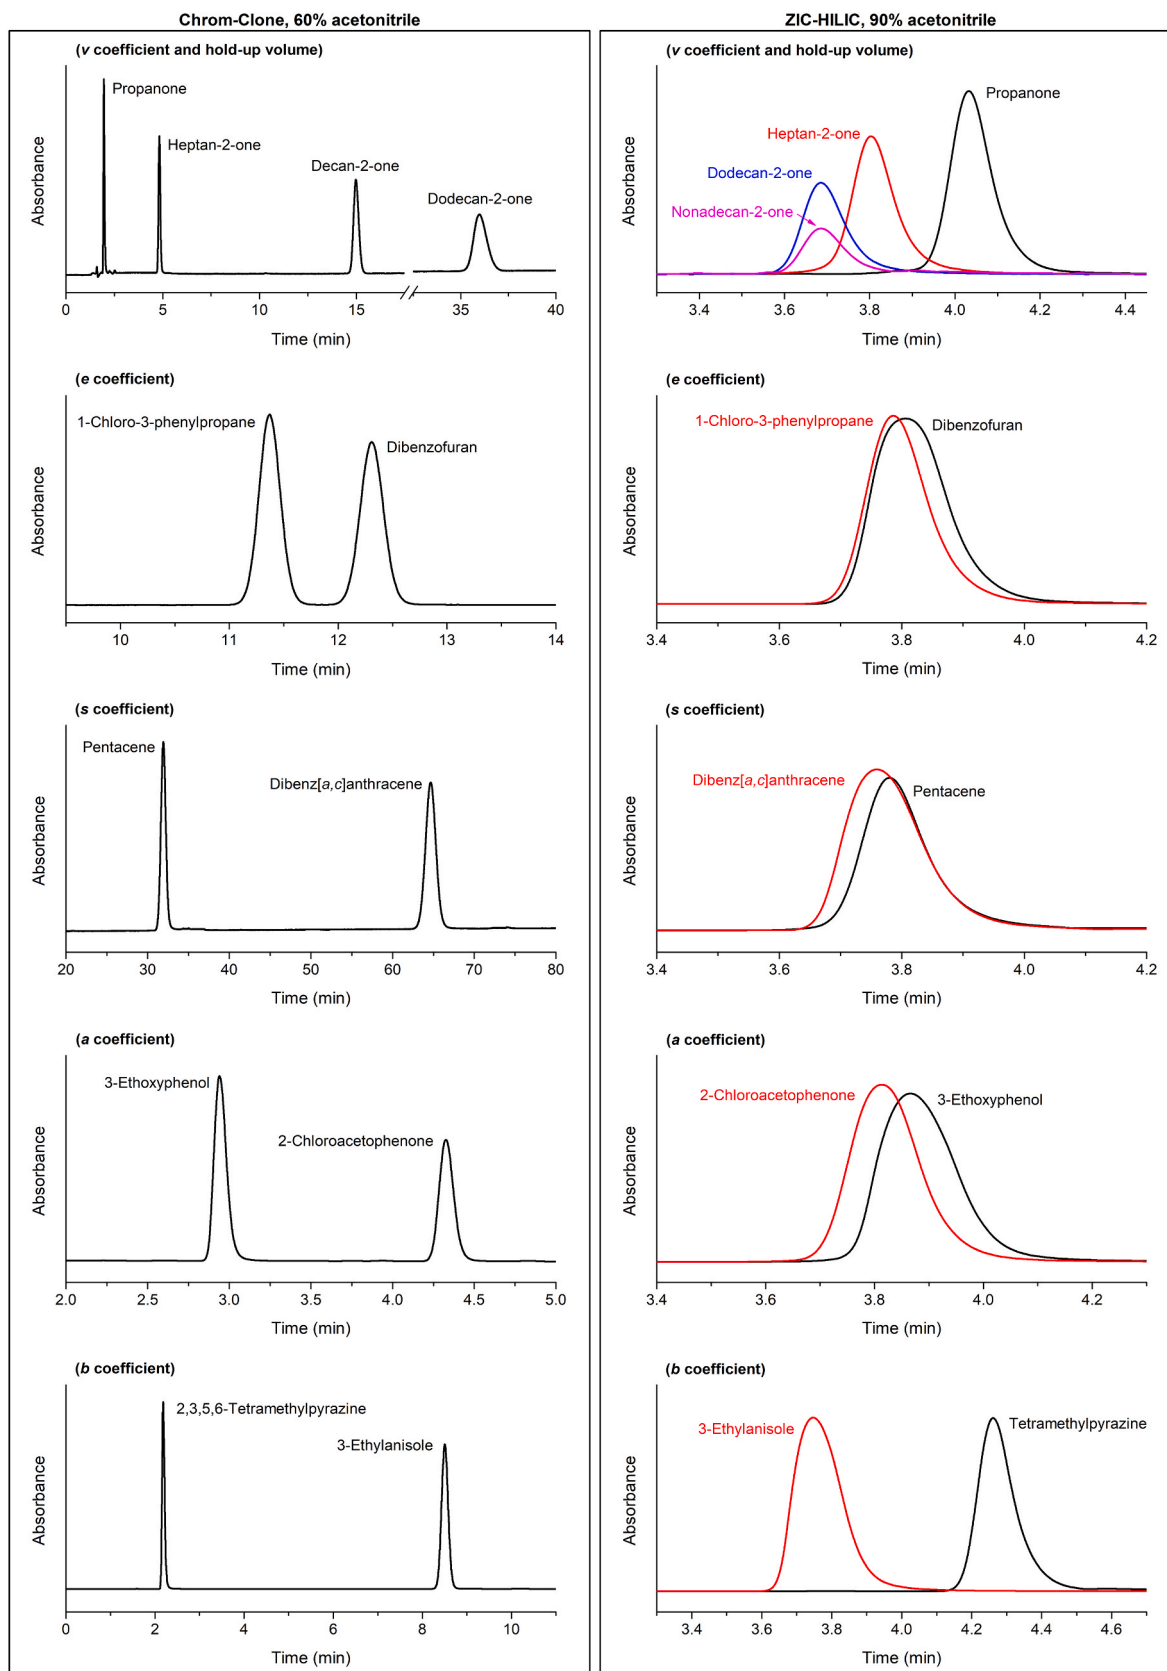 Chrom-Clone, 60% acetonitrile
(v coefficient and hold-up volume)
Propanone
Heptan-2-one
Decan-2-one
Dodecan-2-one
Absorbance
0 5 10 15 35 40
Time (min)
(e coefficient)
1-Chloro-3-phenylpropane
Dibenzofuran
Absorbance
10 11 12 13 14
Time (min)
(s coefficient)
Pentacene
Dibenz[a,c]anthracene
Absorbance
20 30 40 50 60 70 80
Time (min)
(a coefficient)
3-Ethoxyphenol
2-Chloroacetophenone
Absorbance
2.0 2.5 3.0 3.5 4.0 4.5 5.0
Time (min)
(b coefficient)
2,3,5,6-Tetramethylpyrazine
3-Ethylanisole
Absorbance
0 2 4 6 8 10
Time (min)
ZIC-HILIC, 90% acetonitrile
(v coefficient and hold-up volume)
Propanone
Heptan-2-one
Dodecan-2-one
Nonadecan-2-one
Absorbance
3.4 3.6 3.8 4.0 4.2 4.4
Time (min)
(e coefficient)
1-Chloro-3-phenylpropane
Dibenzofuran
Absorbance
3.4 3.6 3.8 4.0 4.2
Time (min)
(s coefficient)
Dibenz[a,c]anthracene
Pentacene
Absorbance
3.4 3.6 3.8 4.0 4.2
Time (min)
(a coefficient)
2-Chloroacetophenone
3-Ethoxyphenol
Absorbance
3.4 3.6 3.8 4.0 4.2
Time (min)
(b coefficient)
3-Ethylanisole
Tetramethylpyrazine
Absorbance
3.4 3.6 3.8 4.0 4.2 4.4 4.6
Time (min)